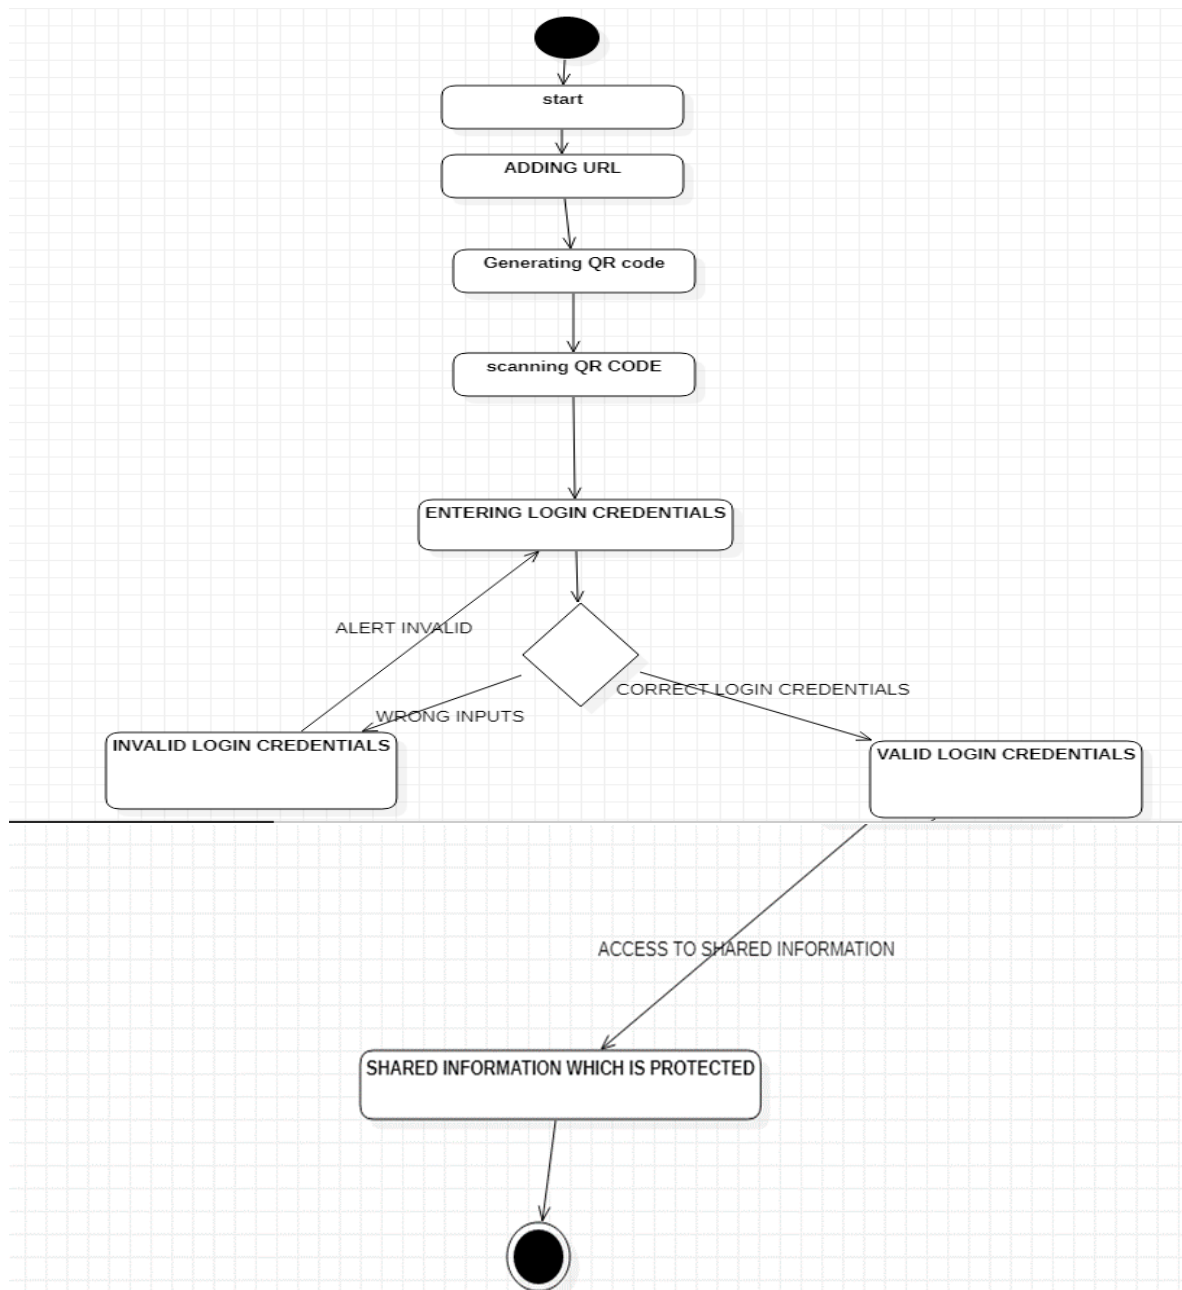 start
ADDING URL
Generating QR code
scanning QR CODE
ENTERING LOGIN CREDENTIALS
ALERT INVALID
CORRECT LOGIN CREDENTIALS
WRONG INPUTS
INVALID LOGIN CREDENTIALS
VALID LOGIN CREDENTIALS
ACCESS TO SHARED INFORMATION
SHARED INFORMATION WHICH IS PROTECTED